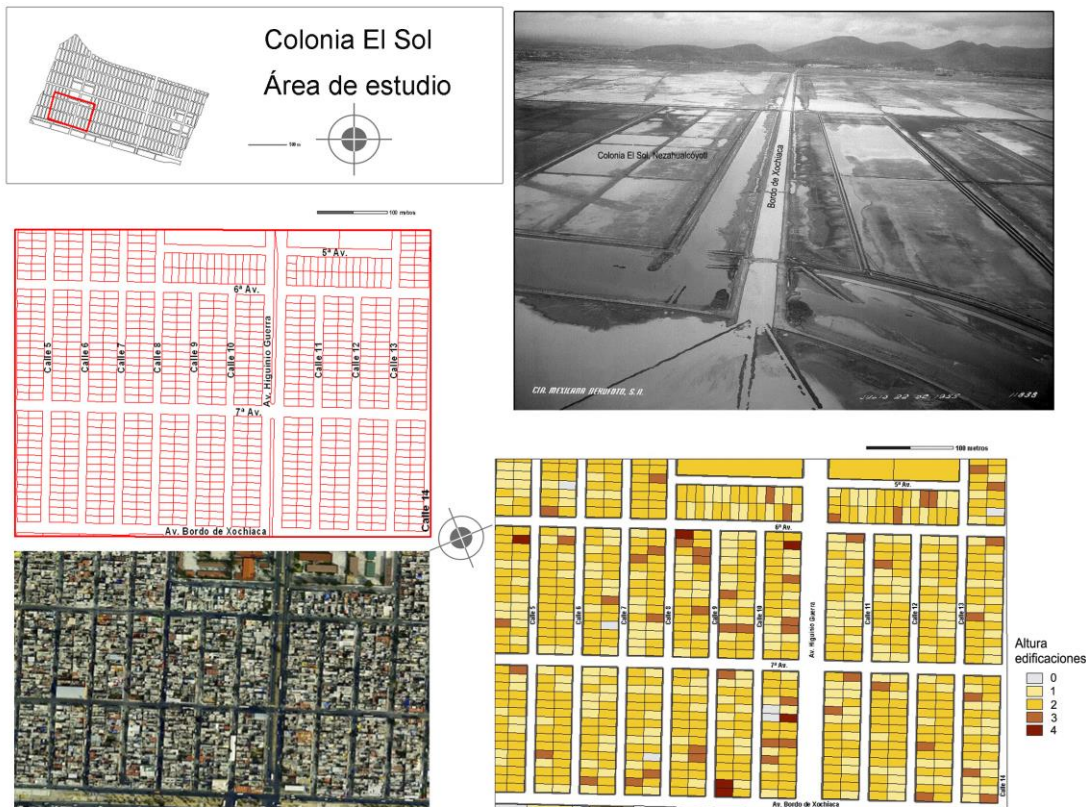 Colonia El Sol
Área de estudio
100 m
100 metros
5ª Av.
6ª Av.
Calle 5
Calle 6
Calle 7
Calle 8
Calle 9
Calle 10
Av. Higuinio Guerra
Calle 11
Calle 12
Calle 13
7ª Av.
Calle 14
Av. Bordo de Xochiaca
Colonia El Sol, Nezahualcóyotl
Bordo de Xochiaca
CIA. MEXICANA AEROFOTO, S.A.
100 metros
5ª Av.
6ª Av.
Calle 5
Calle 6
Calle 7
Calle 8
Calle 9
Calle 10
Av. Higuinio Guerra
Calle 11
Calle 12
Calle 13
7ª Av.
Calle 14
Av. Bordo de Xochiaca
Altura
edificaciones
0
1
2
3
4